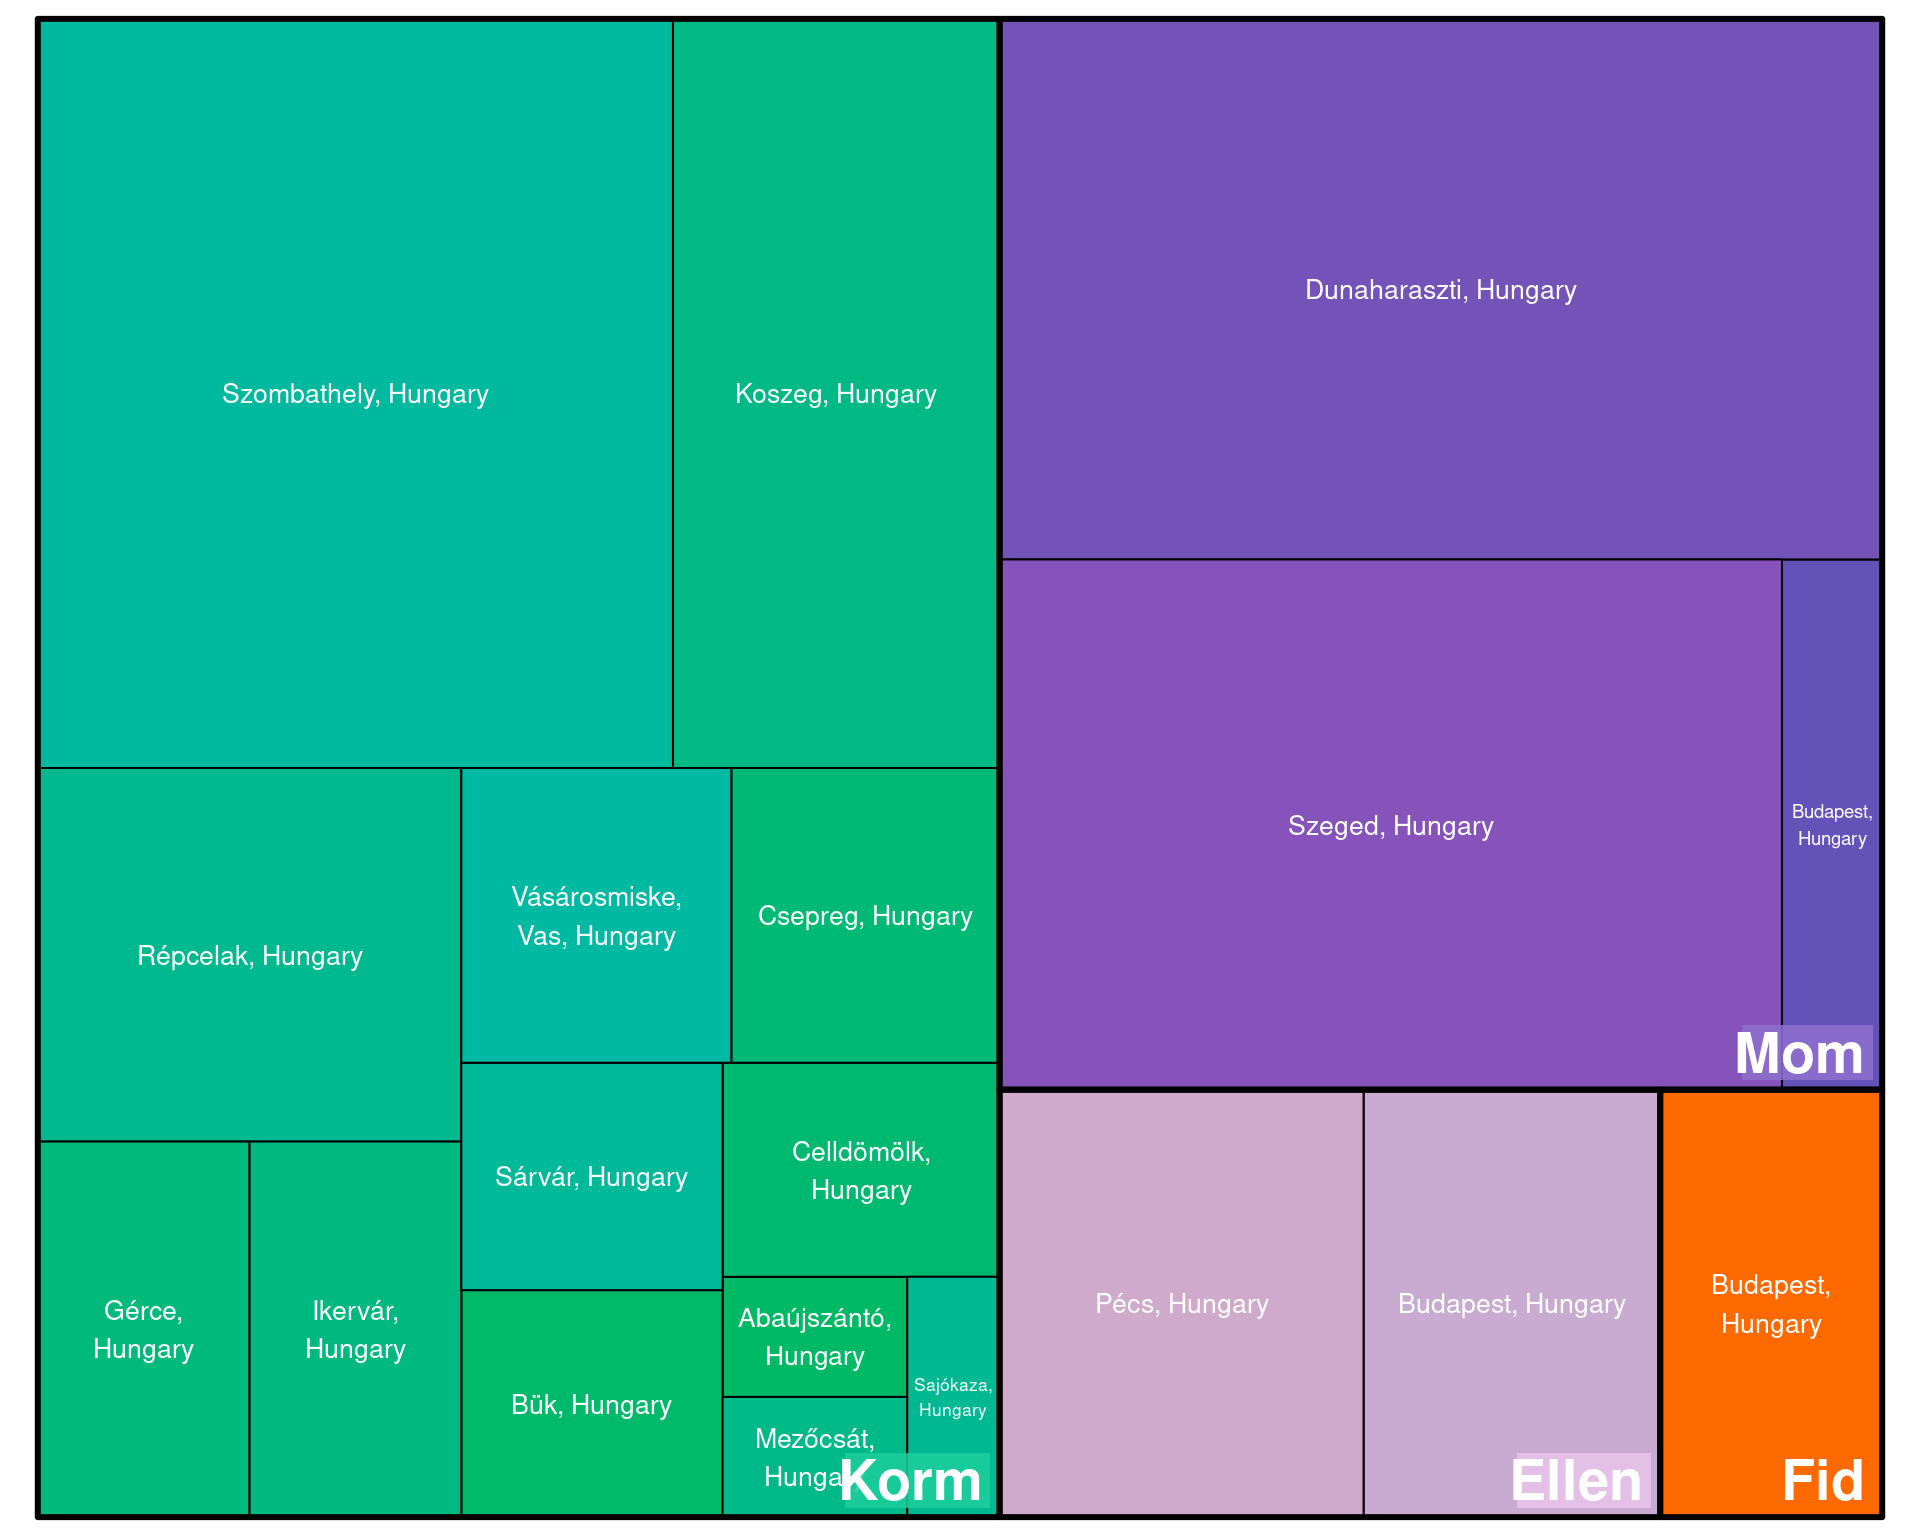 Szombathely, Hungary
Koszeg, Hungary
Répcelak, Hungary
Vásárosmiske,
Vas, Hungary
Csepreg, Hungary
Gérce,
Hungary
Ikervár,
Hungary
Sárvár, Hungary
Bük, Hungary
Celldömölk,
Hungary
Abaújszántó,
Hungary
Mezőcsát,
Hunga
Sajókaza,
Hungary
Korm
Dunaharaszti, Hungary
Szeged, Hungary
Budapest,
Hungary
Mom
Pécs, Hungary
Budapest, Hungary
Ellen
Budapest,
Hungary
Fid